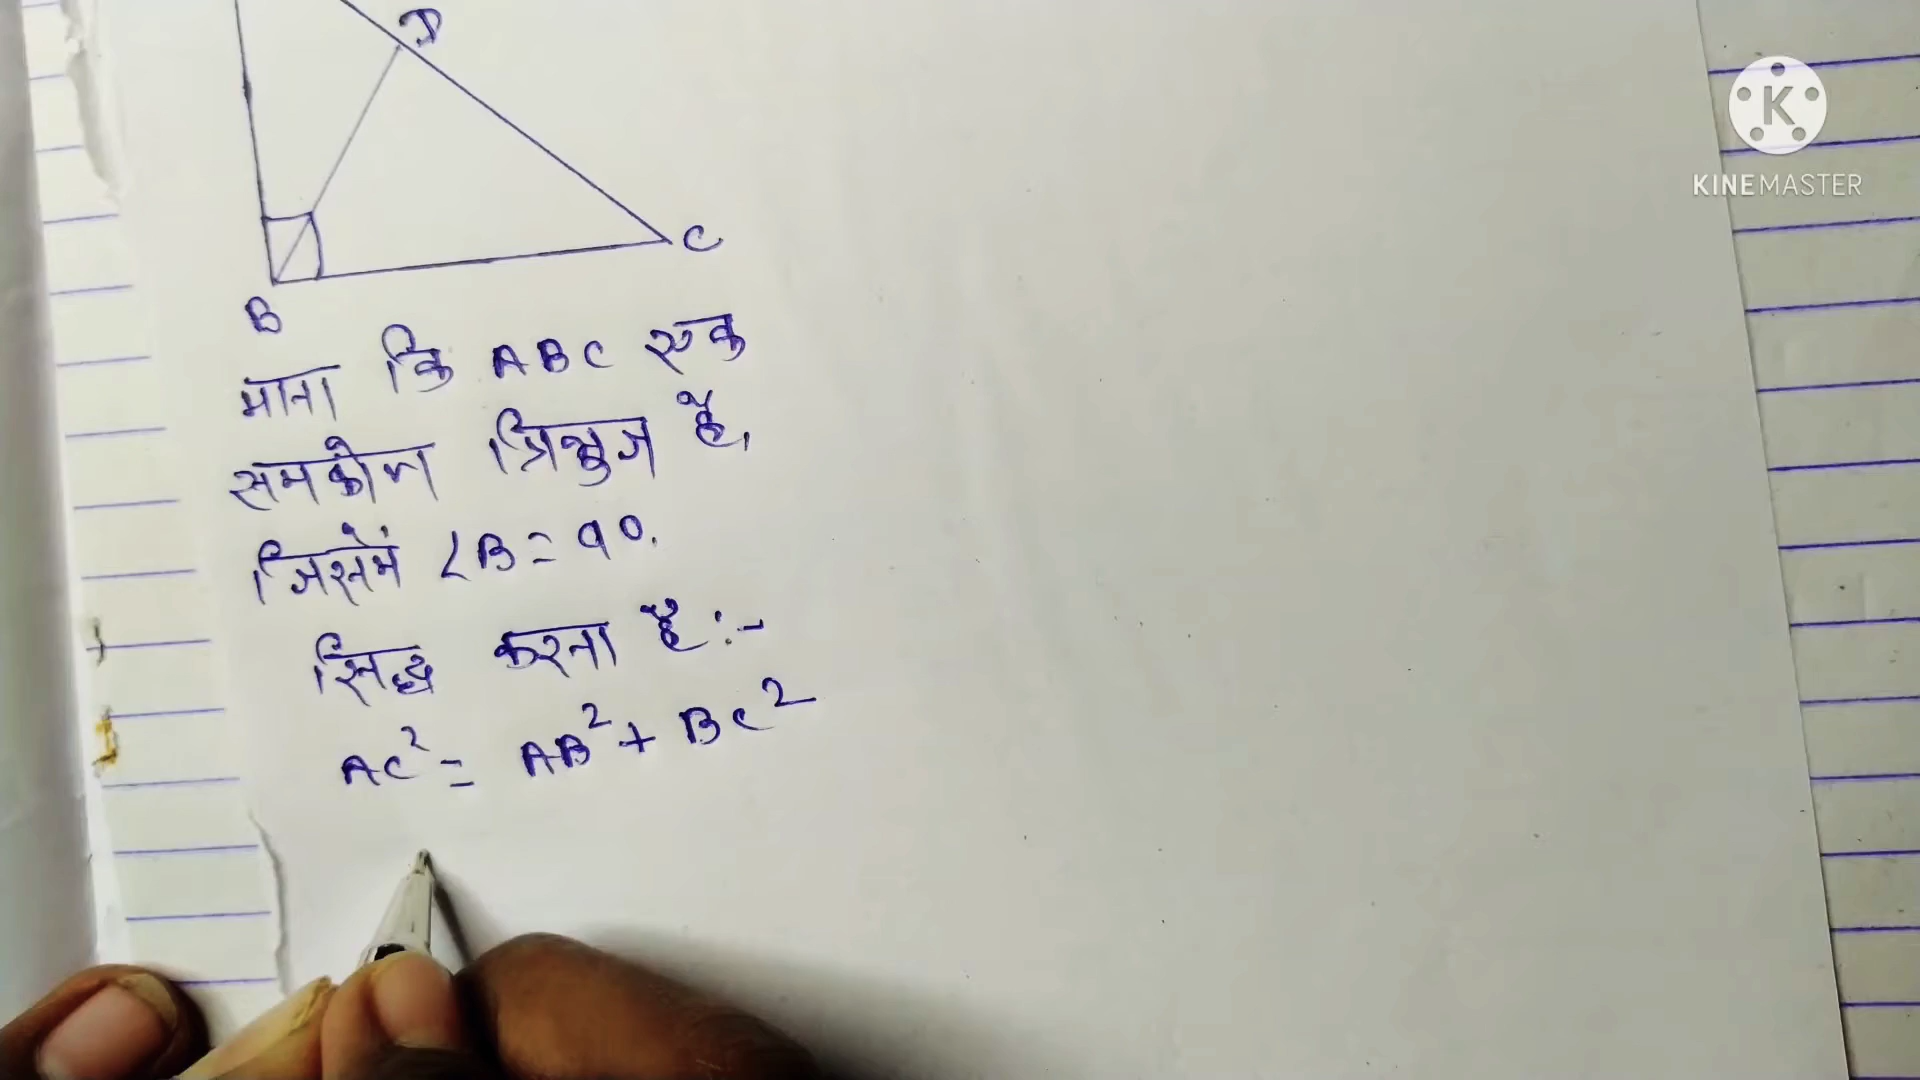 D
C
B
माना कि ABC एक
समकोण त्रिभुज है,
जिसमें ∠B = 90.
सिद्ध करना है :-
AC² = AB² + BC²
K
KINEMASTER